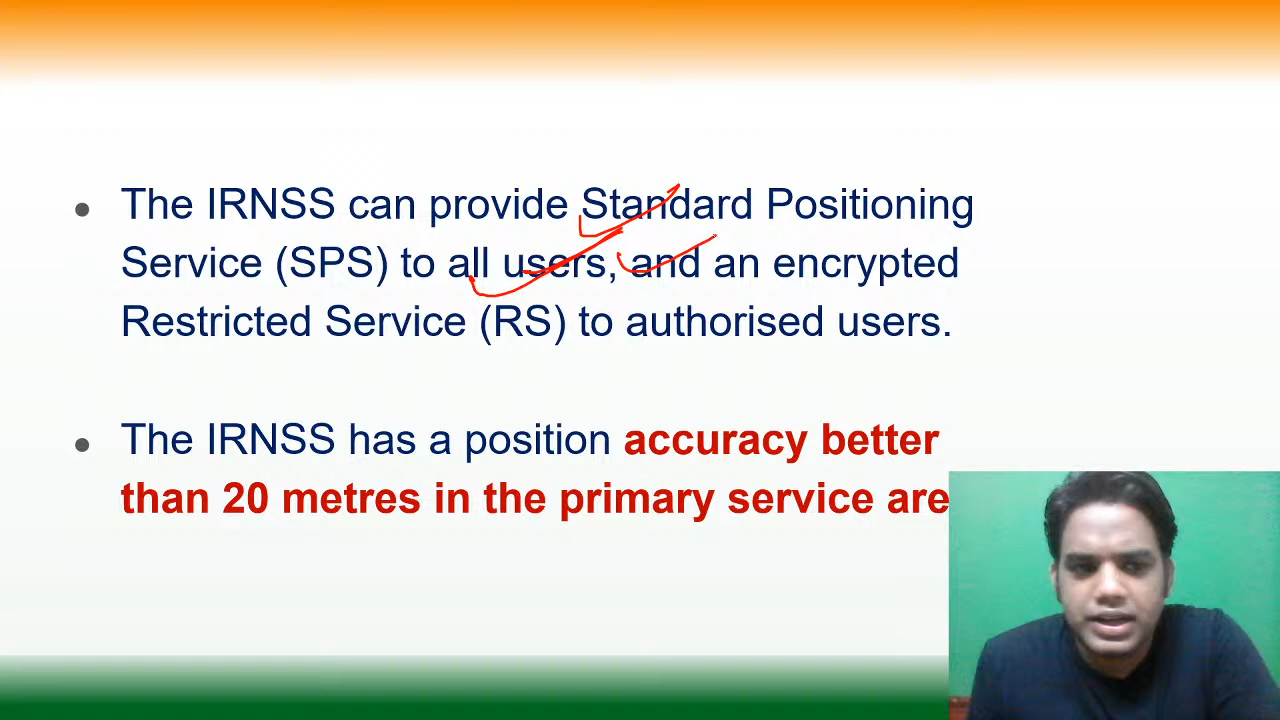 The IRNSS can provide Standard Positioning
Service (SPS) to all users, and an encrypted
Restricted Service (RS) to authorised users.
The IRNSS has a position accuracy better
than 20 metres in the primary service are